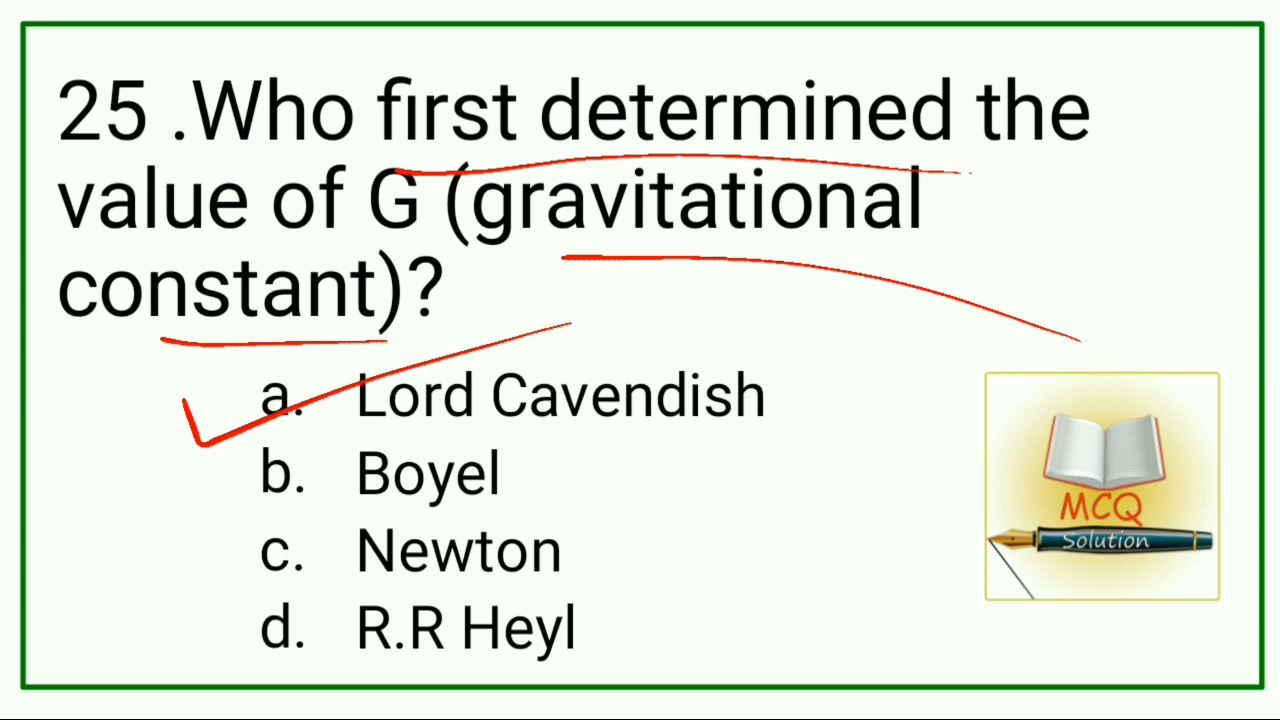 25 .Who first determined the
value of G (gravitational
constant)?
a. Lord Cavendish
b. Boyel
c. Newton
d. R.R Heyl
MCQ
Solution